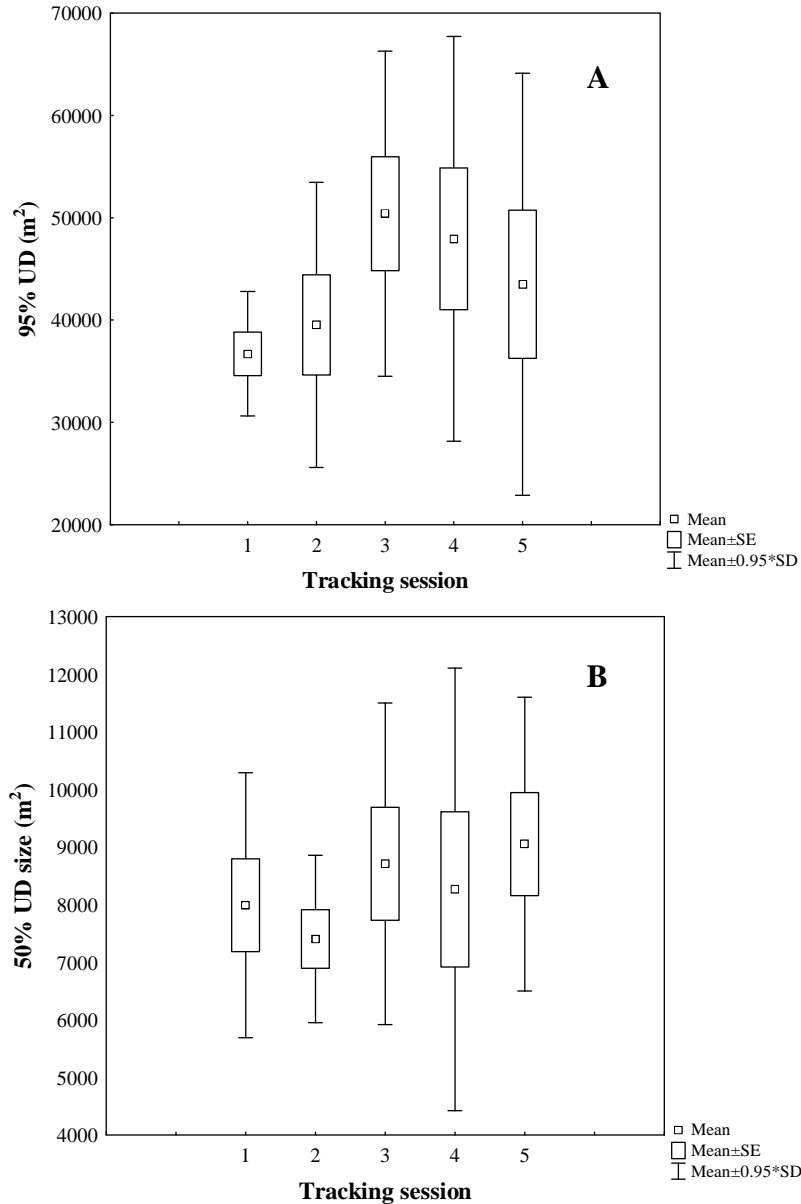 70000
A
60000
50000
40000
30000
20000
95% UD (m²)
1 2 3 4 5
Tracking session
Mean
Mean±SE
Mean±0.95*SD
13000
B
12000
11000
10000
9000
8000
7000
6000
5000
4000
50% UD size (m²)
1 2 3 4 5
Tracking session
Mean
Mean±SE
Mean±0.95*SD